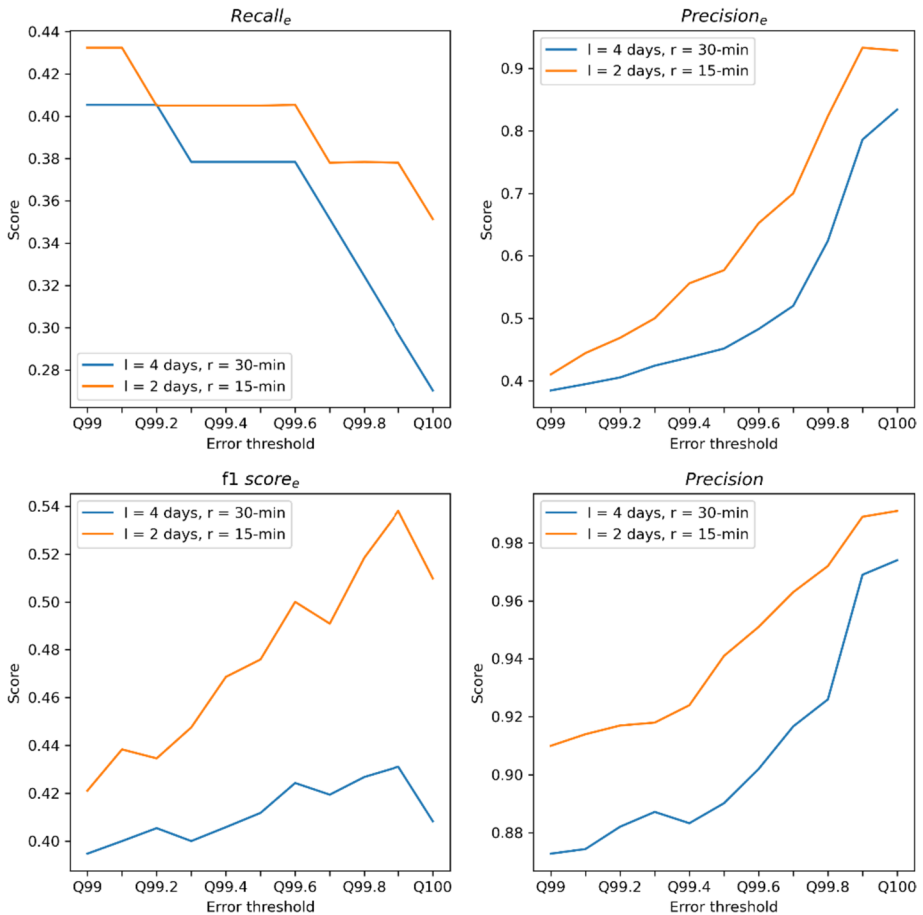 Recall_e
0.44
0.42
0.40
0.38
0.36
0.34
0.32
0.30
0.28
Score
l = 4 days, r = 30-min
l = 2 days, r = 15-min
Q99 Q99.2 Q99.4 Q99.6 Q99.8 Q100
Error threshold
Precision_e
0.9
0.8
0.7
0.6
0.5
0.4
Score
l = 4 days, r = 30-min
l = 2 days, r = 15-min
Q99 Q99.2 Q99.4 Q99.6 Q99.8 Q100
Error threshold
f1 score_e
0.54
0.52
0.50
0.48
0.46
0.44
0.42
0.40
Score
l = 4 days, r = 30-min
l = 2 days, r = 15-min
Q99 Q99.2 Q99.4 Q99.6 Q99.8 Q100
Error threshold
Precision
0.98
0.96
0.94
0.92
0.90
0.88
Score
l = 4 days, r = 30-min
l = 2 days, r = 15-min
Q99 Q99.2 Q99.4 Q99.6 Q99.8 Q100
Error threshold